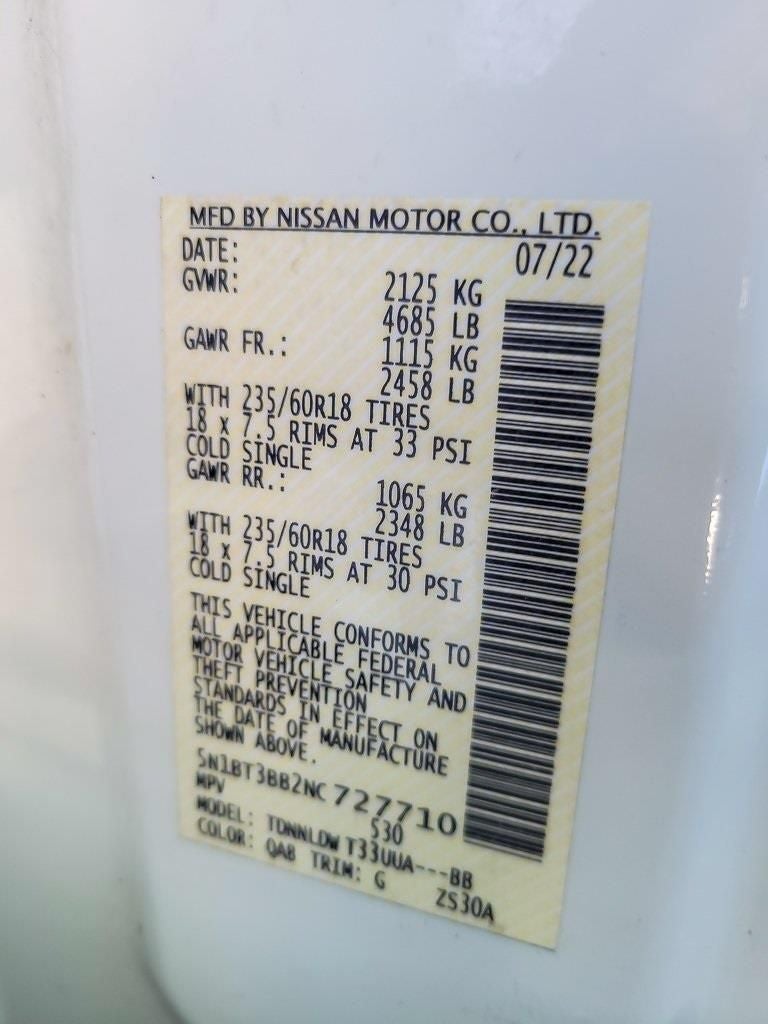 MFD BY NISSAN MOTOR CO., LTD.
DATE: 07/22
GVWR: 2125 KG
4685 LB
GAWR FR.: 1115 KG
2458 LB
WITH 235/60R18 TIRES
18 x 7.5 RIMS AT 33 PSI
COLD SINGLE
GAWR RR.: 1065 KG
2348 LB
WITH 235/60R18 TIRES
18 x 7.5 RIMS AT 30 PSI
COLD SINGLE
THIS VEHICLE CONFORMS TO
ALL APPLICABLE FEDERAL
MOTOR VEHICLE SAFETY AND
THEFT PREVENTION
STANDARDS IN EFFECT ON
THE DATE OF MANUFACTURE
SHOWN ABOVE.
5N1BT3BB2NC727710
MPV 530
MODEL: TDNNLDW T33UUA---BB
COLOR: QAB TRIM: G ZS30A